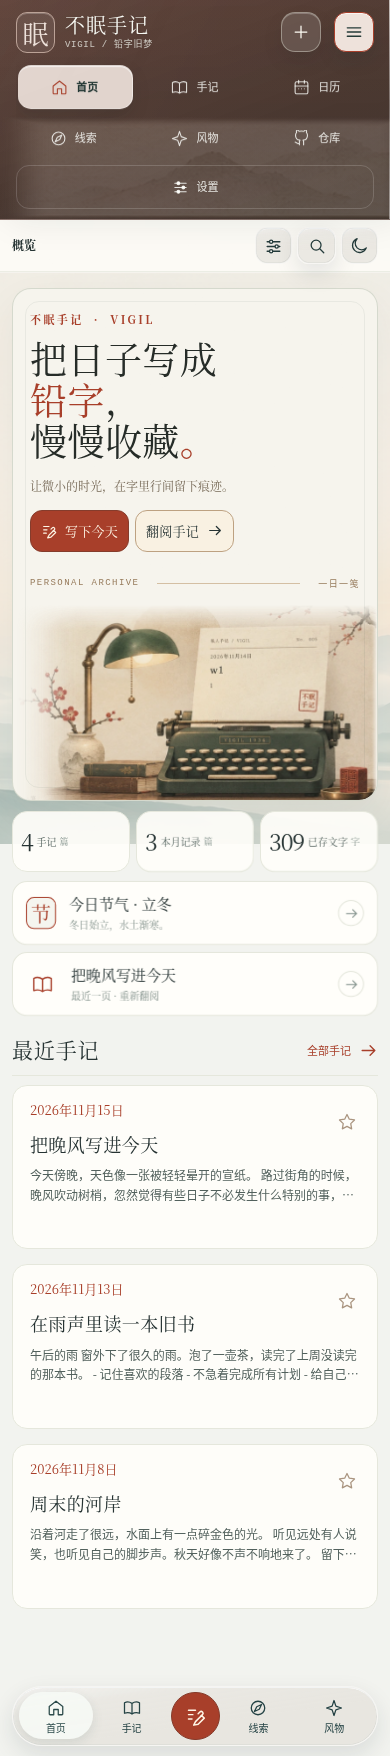 眠
不眠手记
VIGIL / 铅字旧梦
首页
手记
日历
线索
风物
仓库
设置
概览
不眠手记 · VIGIL
把日子写成
铅字，
慢慢收藏。
让微小的时光，在字里行间留下痕迹。
写下今天
翻阅手记
PERSONAL ARCHIVE
一日一笺
w1
4 手记 篇
3 本月记录 篇
309 已存文字 字
节
今日节气 · 立冬
冬日始立，水土渐寒。
把晚风写进今天
最近一页 · 重新翻阅
最近手记
全部手记
2026年11月15日
把晚风写进今天
今天傍晚，天色像一张被轻轻晕开的宣纸。 路过街角的时候，
晚风吹动树梢，忽然觉得有些日子不必发生什么特别的事，…
2026年11月13日
在雨声里读一本旧书
午后的雨 窗外下了很久的雨。泡了一壶茶，读完了上周没读完
的那本书。 - 记住喜欢的段落 - 不急着完成所有计划 - 给自己…
2026年11月8日
周末的河岸
沿着河走了很远，水面上有一点碎金色的光。 听见远处有人说
笑，也听见自己的脚步声。秋天好像不声不响地来了。 留下…
首页
手记
线索
风物